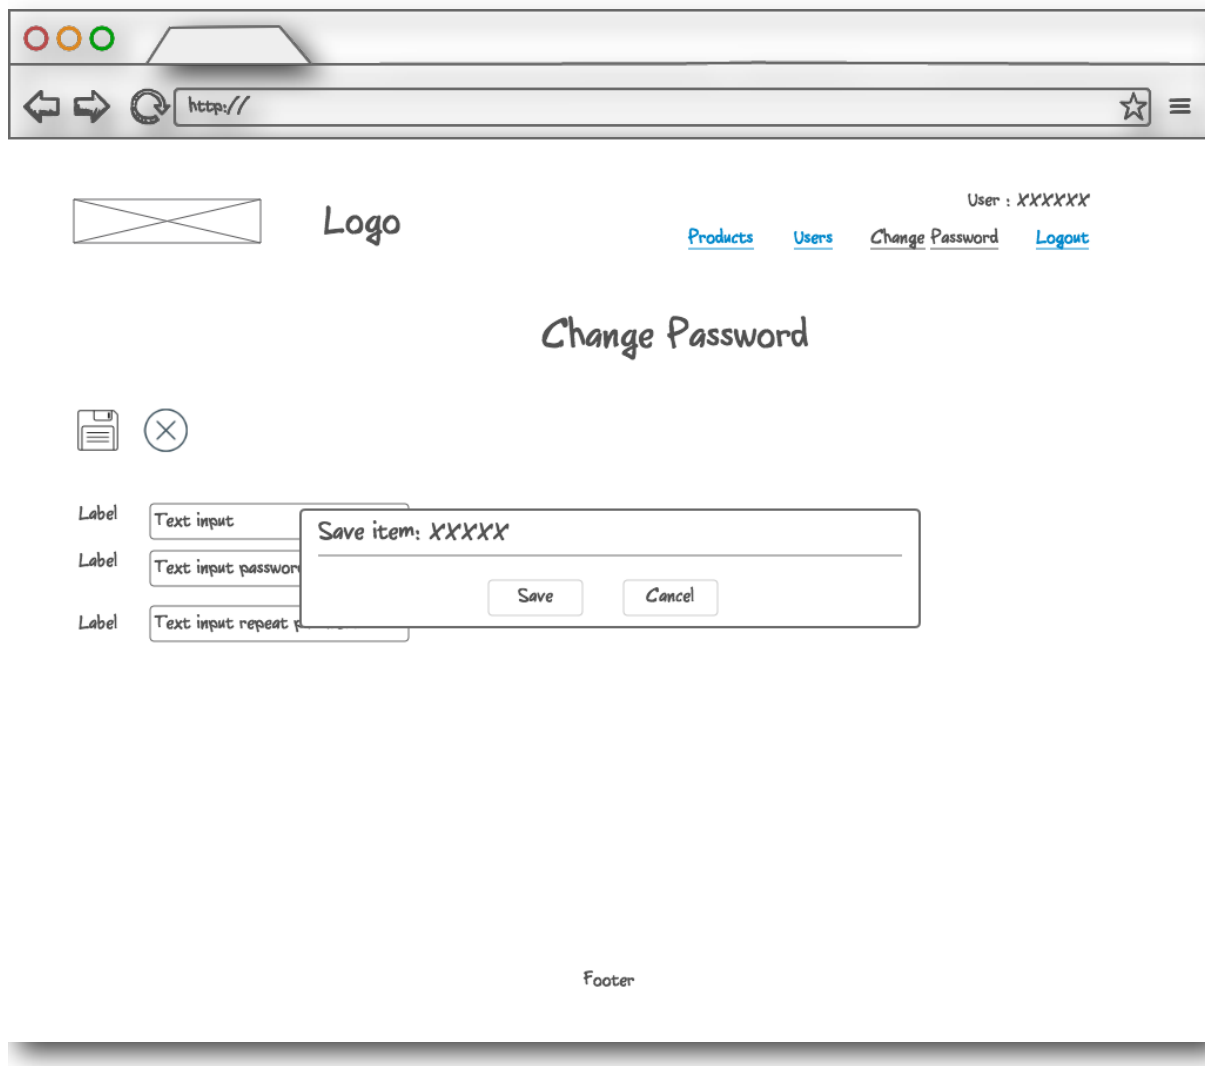 http://
User : XXXXXX
Logo
Products Users Change Password Logout
Change Password
Label Text input
Save item: XXXXX
Label Text input password
Save Cancel
Label Text input repeat
Footer